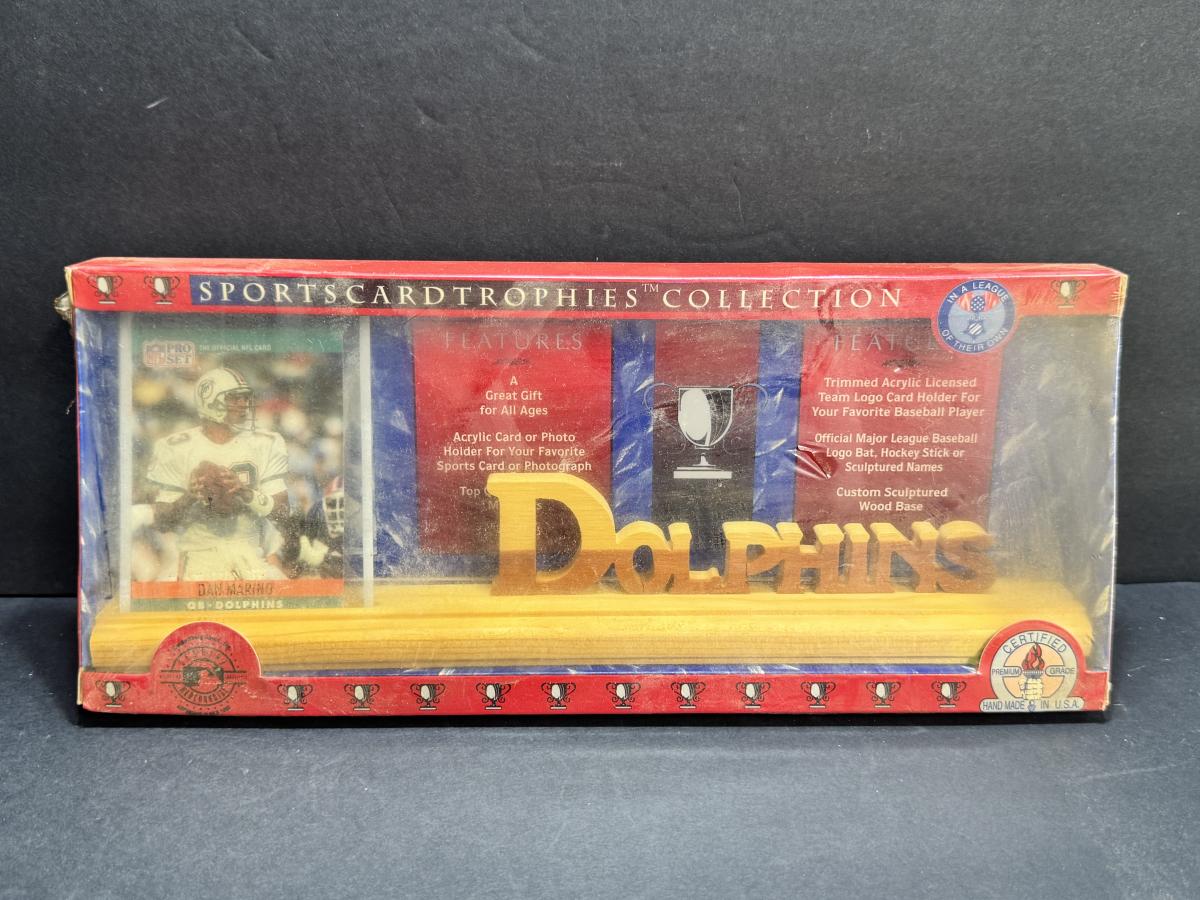 SPORTSCARDTROPHIES™ COLLECTION
IN A LEAGUE
OF THEIR OWN
THE OFFICIAL NFL CARD
PRO
SET
DAN MARINO
QB-DOLPHINS
FEATURES
A
Great Gift
for All Ages
Acrylic Card or Photo
Holder For Your Favorite
Sports Card or Photograph
Top
Trimmed Acrylic Licensed
Team Logo Card Holder For
Your Favorite Baseball Player
Official Major League Baseball
Logo Bat, Hockey Stick or
Sculptured Names
Custom Sculptured
Wood Base
DOLPHINS
CERTIFIED
PREMIUM GRADE
HAND MADE IN U.S.A.